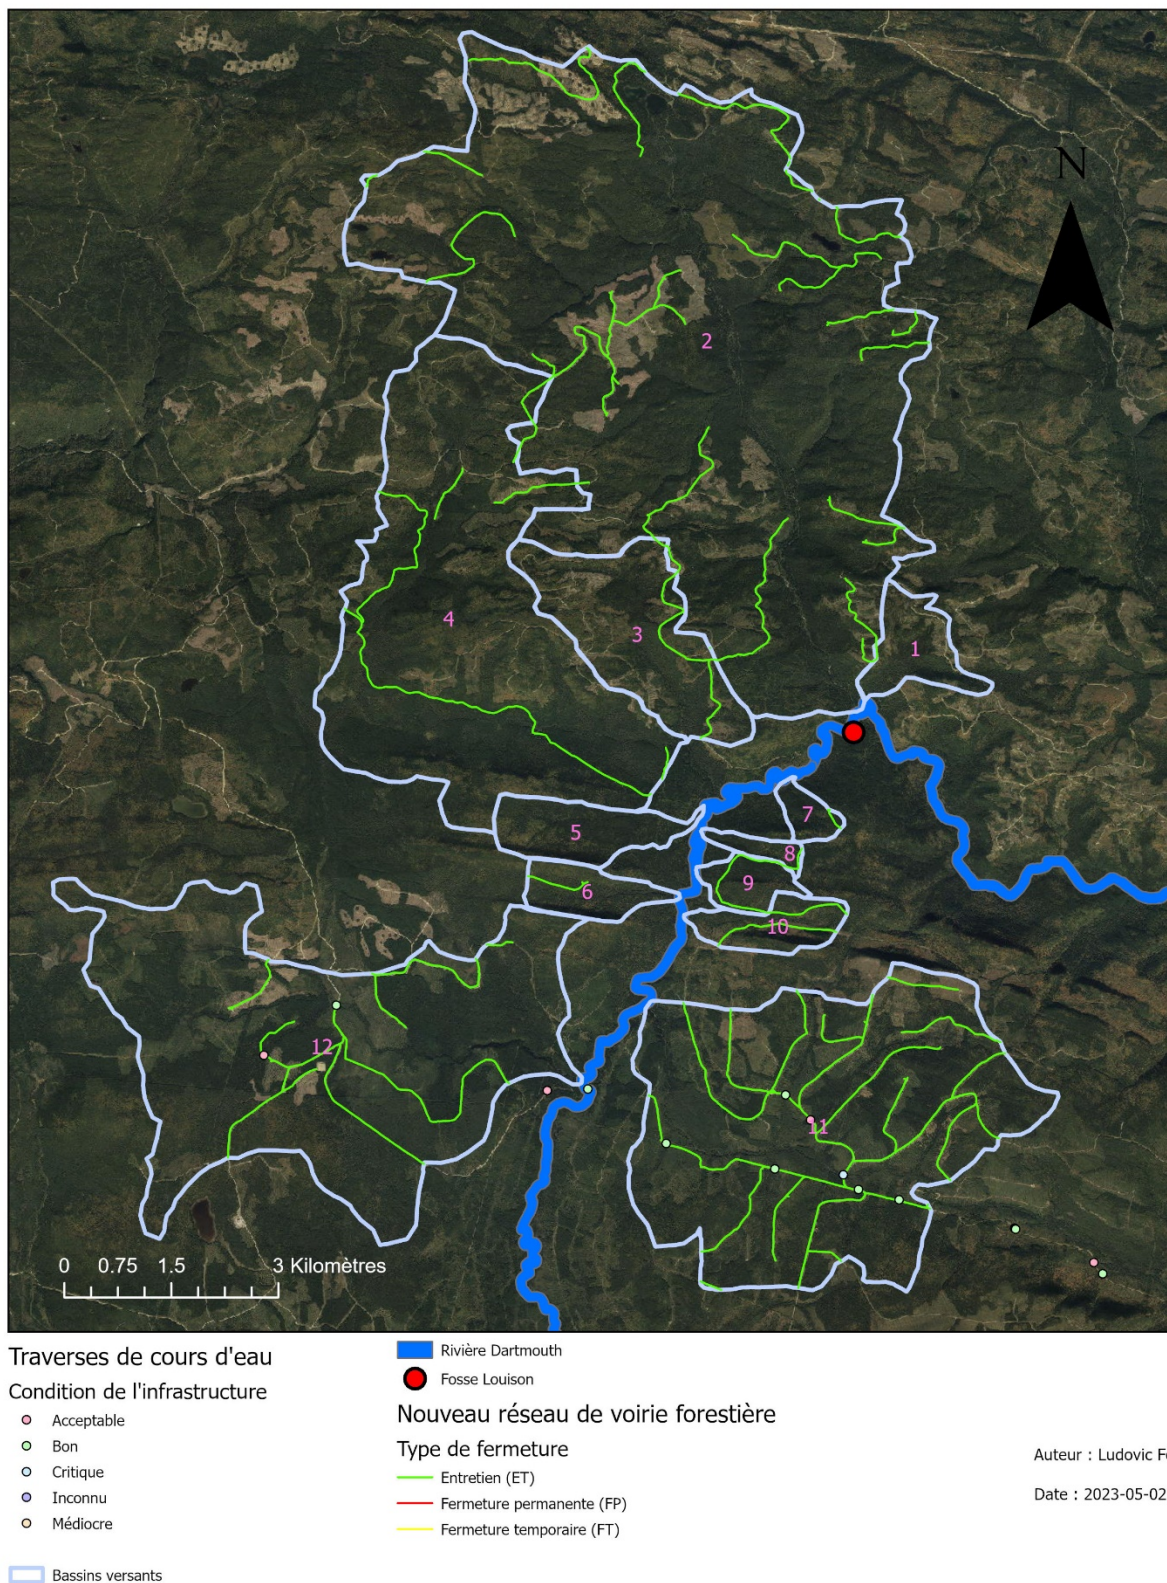 N
2
4
3
1
5
7
8
6
9
10
12
11
0 0.75 1.5 3 Kilomètres
Traverses de cours d'eau
Condition de l'infrastructure
Acceptable
Bon
Critique
Inconnu
Médiocre
Bassins versants
Rivière Dartmouth
Fosse Louison
Nouveau réseau de voirie forestière
Type de fermeture
Entretien (ET)
Fermeture permanente (FP)
Fermeture temporaire (FT)
Auteur : Ludovic
Date : 2023-05-02